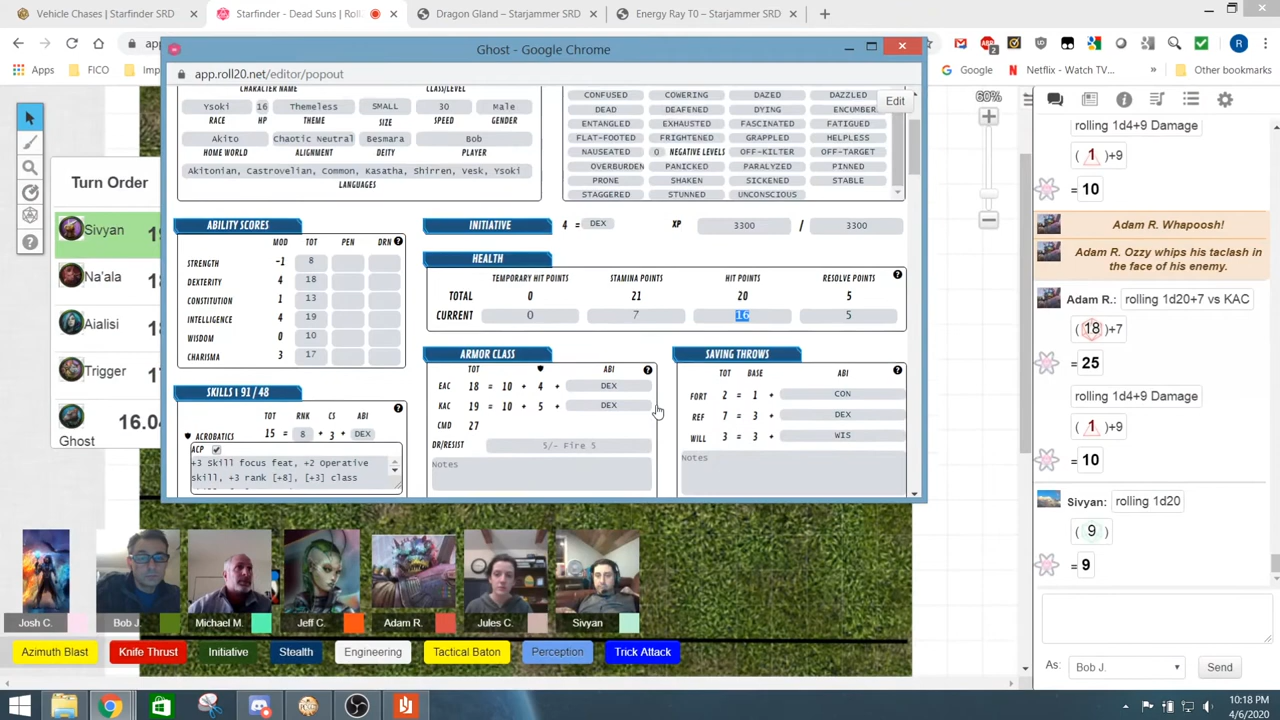 Vehicle Chases | Starfinder SRD
Starfinder - Dead Suns | Roll
Dragon Gland – Starjammer SRD
Energy Ray T0 – Starjammer SRD
Ghost - Google Chrome
app.roll20.net/editor/popout
Apps
FICO
Google
Netflix - Watch TV...
Other bookmarks
CHARACTER NAME
CLASS/LEVEL
Ysoki 16 Themeless SMALL 30 Male
RACE HP THEME SIZE SPEED GENDER
Akito Chaotic Neutral Besmara Bob
HOME WORLD ALIGNMENT DEITY PLAYER
Akitonian, Castrovelian, Common, Kasatha, Shirren, Vesk, Ysoki
LANGUAGES
CONFUSED COWERING DAZED DAZZLED
DEAD DEAFENED DYING ENCUMBER
ENTANGLED EXHAUSTED FASCINATED FATIGUED
FLAT-FOOTED FRIGHTENED GRAPPLED HELPLESS
NAUSEATED 0 NEGATIVE LEVELS OFF-KILTER OFF-TARGET
OVERBURDEN PANICKED PARALYZED PINNED
PRONE SHAKEN SICKENED STABLE
STAGGERED STUNNED UNCONSCIOUS
Edit
60%
Turn Order
Sivyan
Na'ala
Aialisi
Trigger
Ghost
16.04
ABILITY SCORES
MOD TOT PEN DRN
STRENGTH -1 8
DEXTERITY 4 18
CONSTITUTION 1 13
INTELLIGENCE 4 19
WISDOM 0 10
CHARISMA 3 17
INITIATIVE 4 = DEX XP 3300 / 3300
HEALTH
TEMPORARY HIT POINTS STAMINA POINTS HIT POINTS RESOLVE POINTS
TOTAL 0 21 20 5
CURRENT 0 7 16 5
SKILLS | 91 / 48
TOT RNK CS ABI
ACROBATICS 15 = 8 + 3 + DEX
ACP
+3 Skill focus feat, +2 Operative
skill, +3 rank [+8], [+3] class
ARMOR CLASS
TOT ABI
EAC 18 = 10 + 4 + DEX
KAC 19 = 10 + 5 + DEX
CMD 27
DR/RESIST 5/- Fire 5
Notes
SAVING THROWS
TOT BASE ABI
FORT 2 = 1 + CON
REF 7 = 3 + DEX
WILL 3 = 3 + WIS
Notes
rolling 1d4+9 Damage
( 1 )+9
= 10
Adam R. Whapoosh!
Adam R. Ozzy whips his taclash in
the face of his enemy.
Adam R.: rolling 1d20+7 vs KAC
( 18 )+7
= 25
rolling 1d4+9 Damage
( 1 )+9
= 10
Sivyan: rolling 1d20
( 9 )
= 9
As: Bob J. Send
Josh C. Bob J. Michael M. Jeff C. Adam R. Jules C. Sivyan
Azimuth Blast Knife Thrust Initiative Stealth Engineering Tactical Baton Perception Trick Attack
10:18 PM
4/6/2020